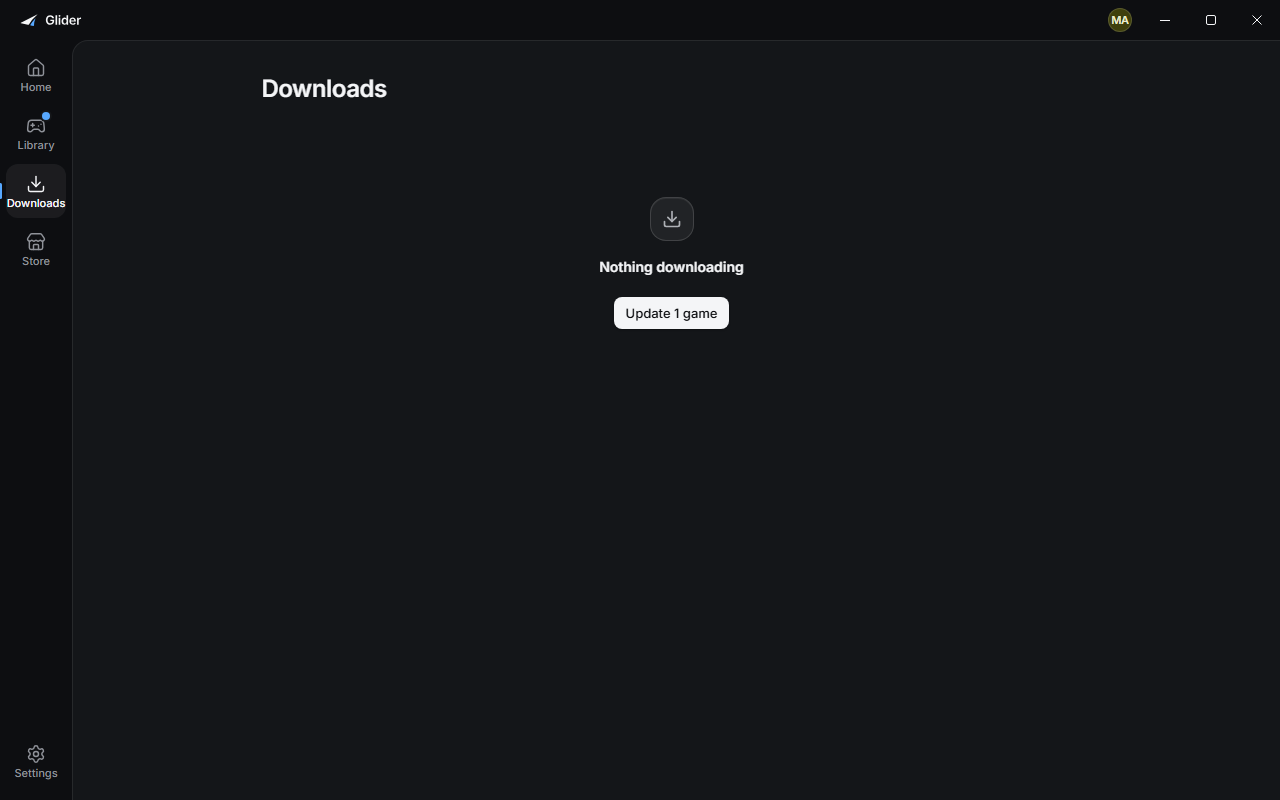 Glider
MA
Home
Library
Downloads
Store
Settings
Downloads
Nothing downloading
Update 1 game